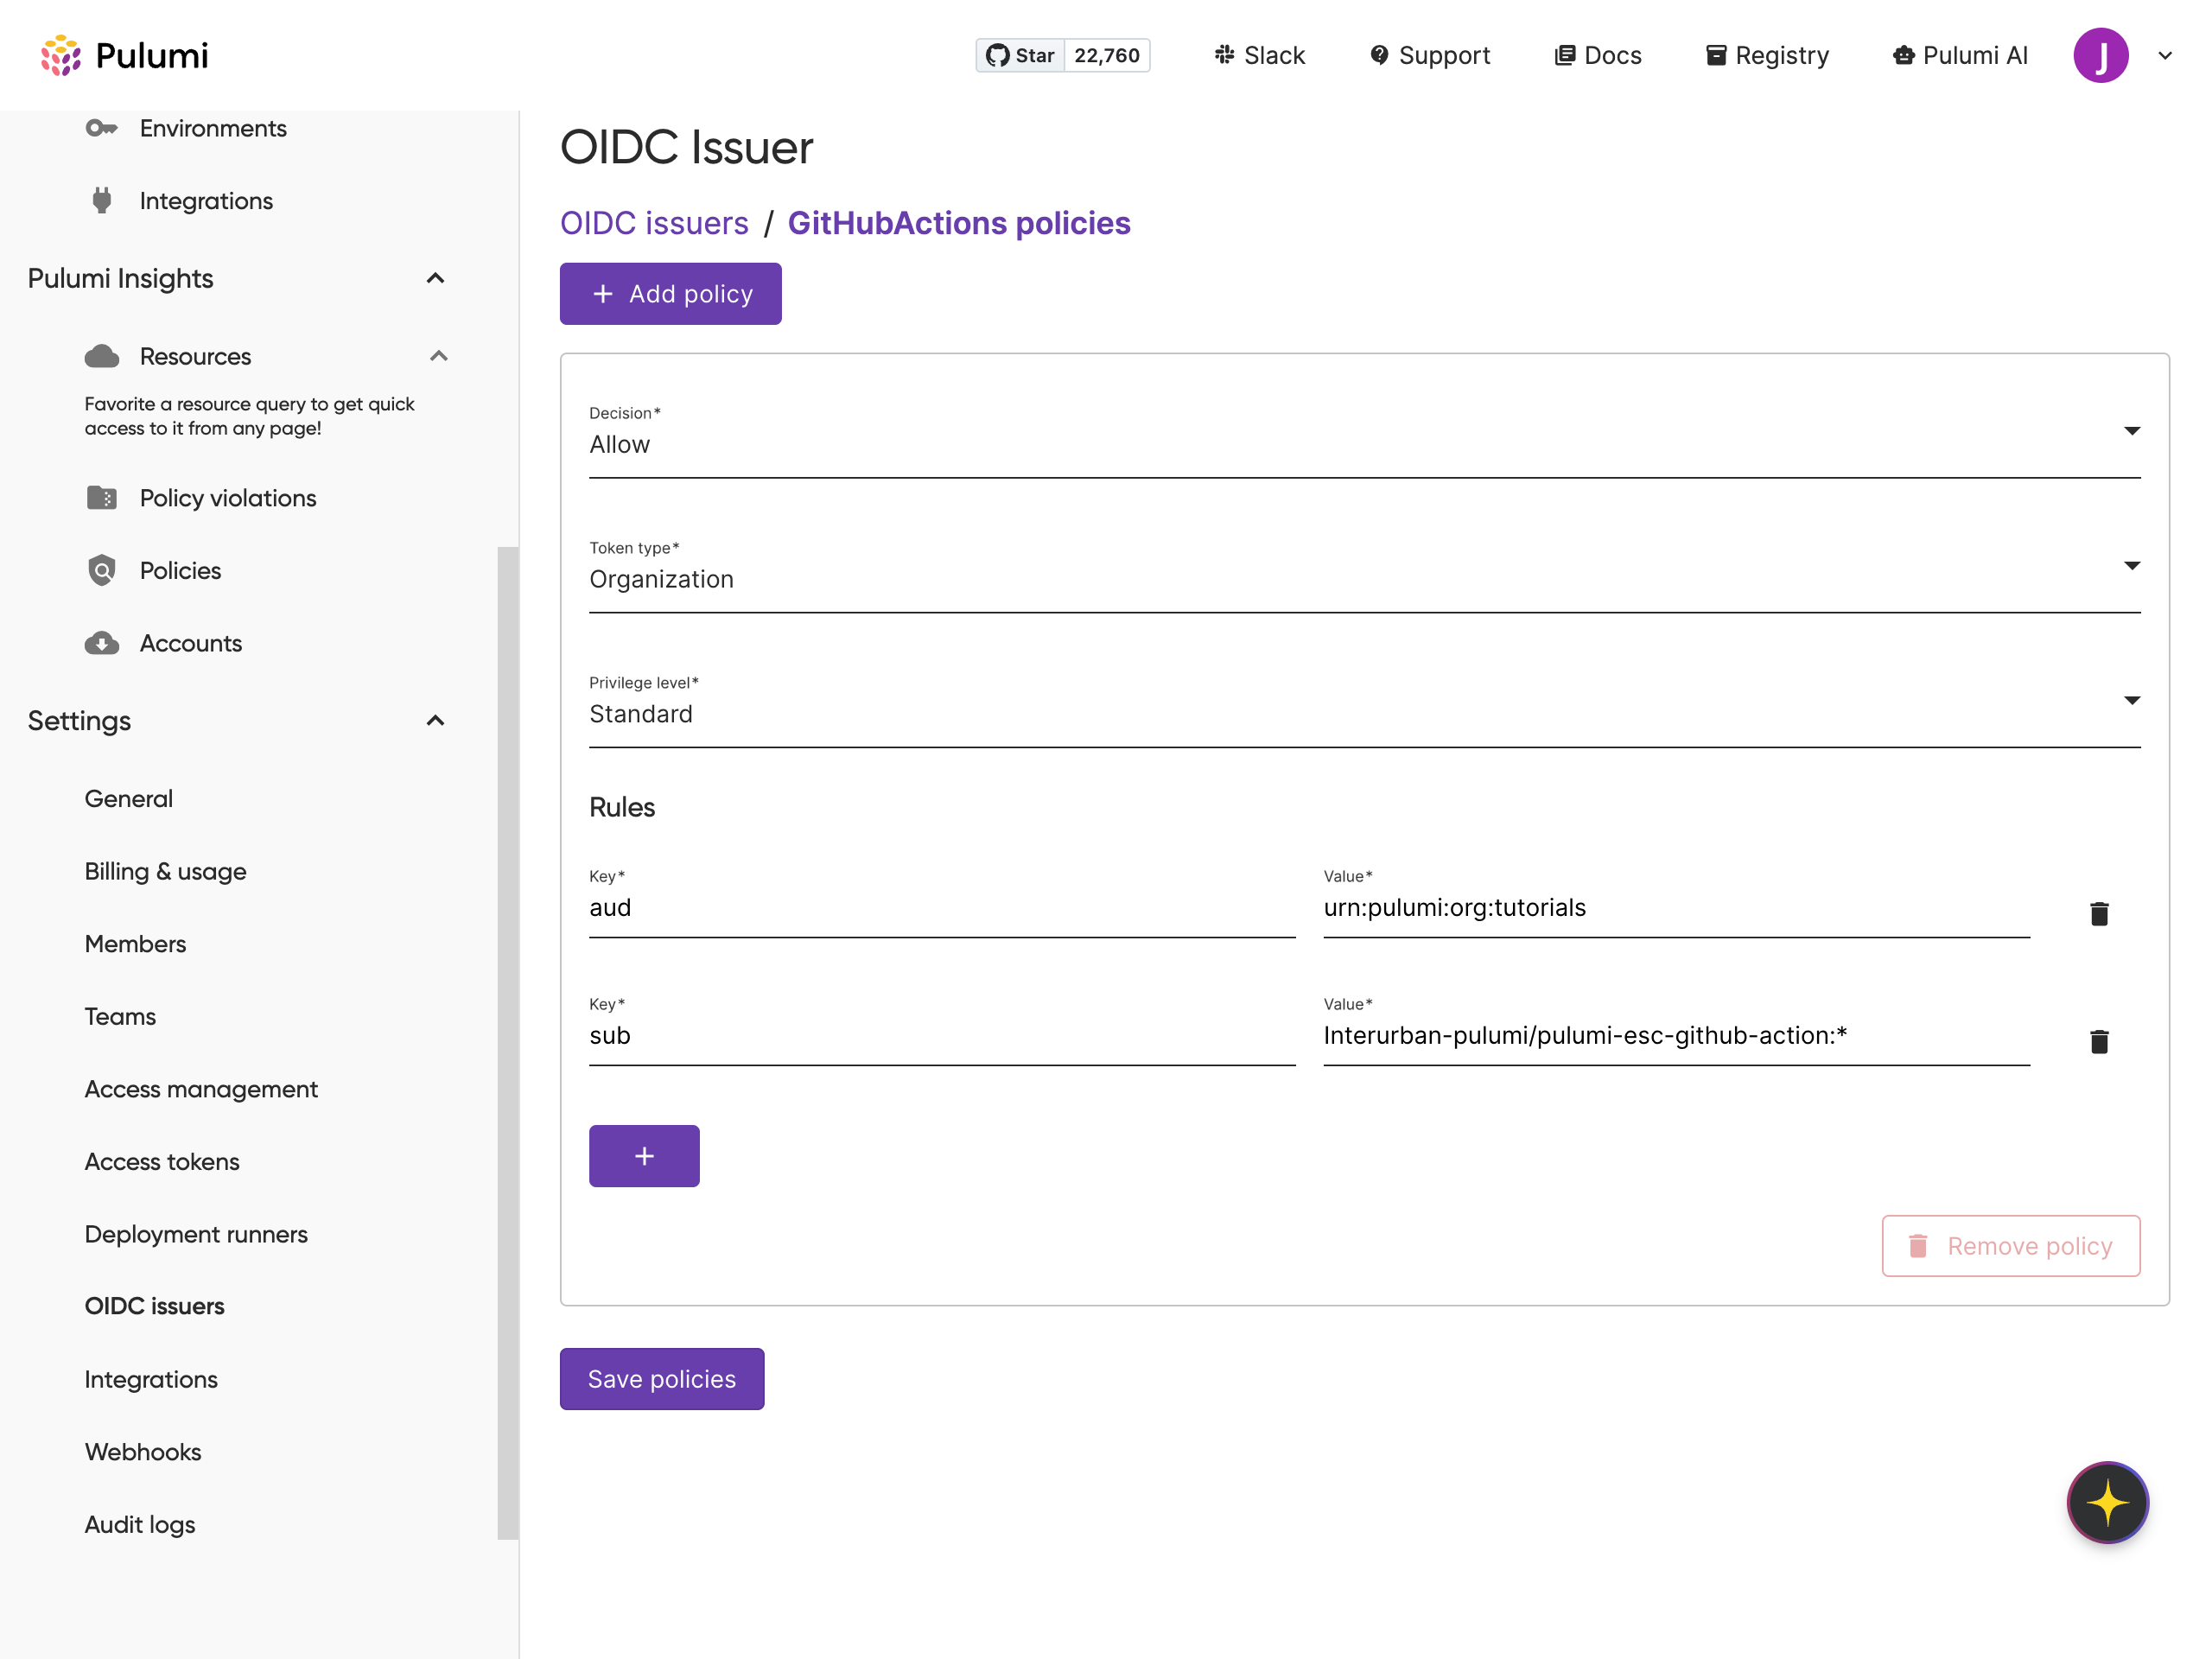 Pulumi
Star 22,760
Slack
Support
Docs
Registry
Pulumi AI
J
Environments
Integrations
Pulumi Insights
Resources
Favorite a resource query to get quick
access to it from any page!
Policy violations
Policies
Accounts
Settings
General
Billing & usage
Members
Teams
Access management
Access tokens
Deployment runners
OIDC issuers
Integrations
Webhooks
Audit logs
OIDC Issuer
OIDC issuers / GitHubActions policies
+ Add policy
Decision*
Allow
Token type*
Organization
Privilege level*
Standard
Rules
Key* Value*
aud urn:pulumi:org:tutorials
Key* Value*
sub Interurban-pulumi/pulumi-esc-github-action:*
+
Remove policy
Save policies